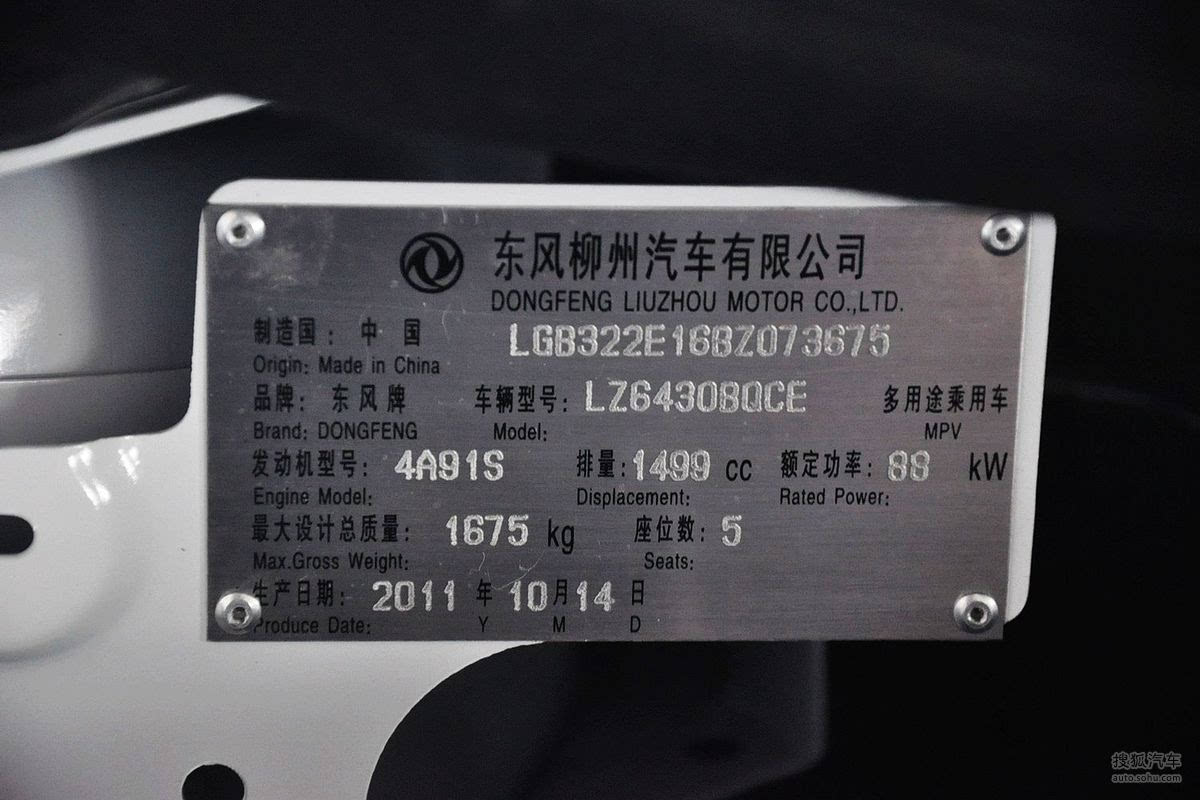 东风柳州汽车有限公司
DONGFENG LIUZHOU MOTOR CO.,LTD.
制造国：中 国 LGB322E16BZ073675
Origin: Made in China
品牌：东风牌 车辆型号：LZ6430BQCE 多用途乘用车
Brand: DONGFENG Model: MPV
发动机型号：4A91S 排量：1499 cc 额定功率：88 kW
Engine Model: Displacement: Rated Power:
最大设计总质量：1675 kg 座位数：5
Max.Gross Weight: Seats:
生产日期：2011 年 10 月 14 日
Produce Date: Y M D
搜狐汽车
auto.sohu.com